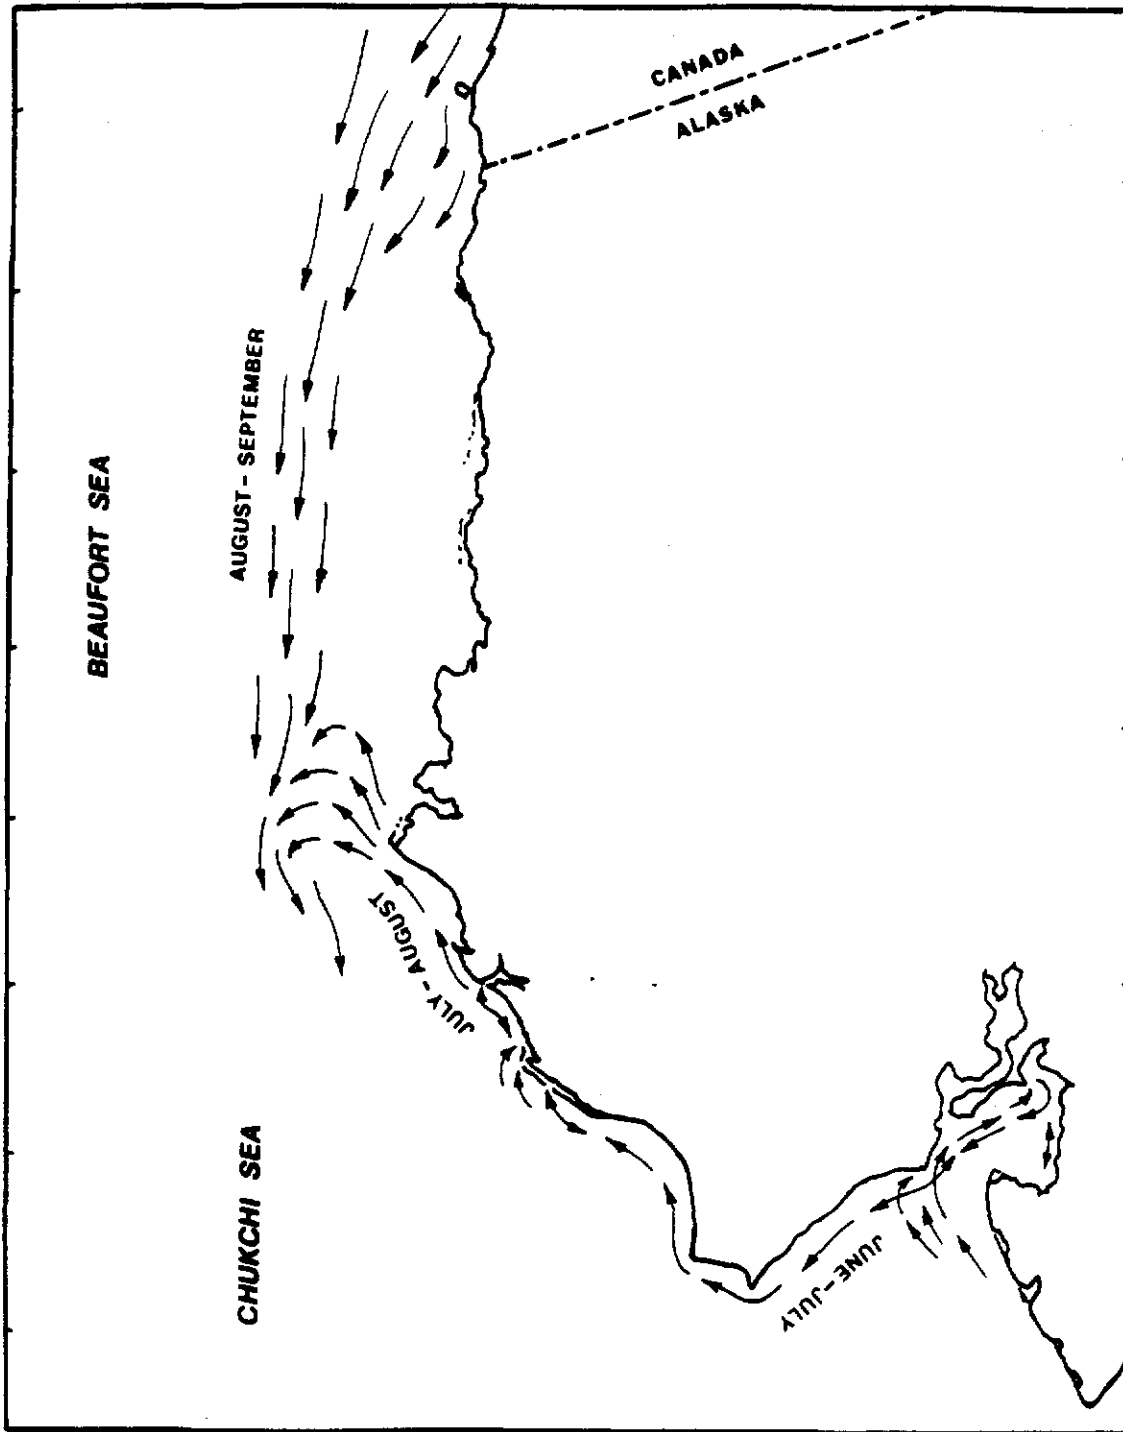 BEAUFORT SEA
CHUKCHI SEA
AUGUST - SEPTEMBER
JULY - AUGUST
JUNE - JULY
CANADA
ALASKA